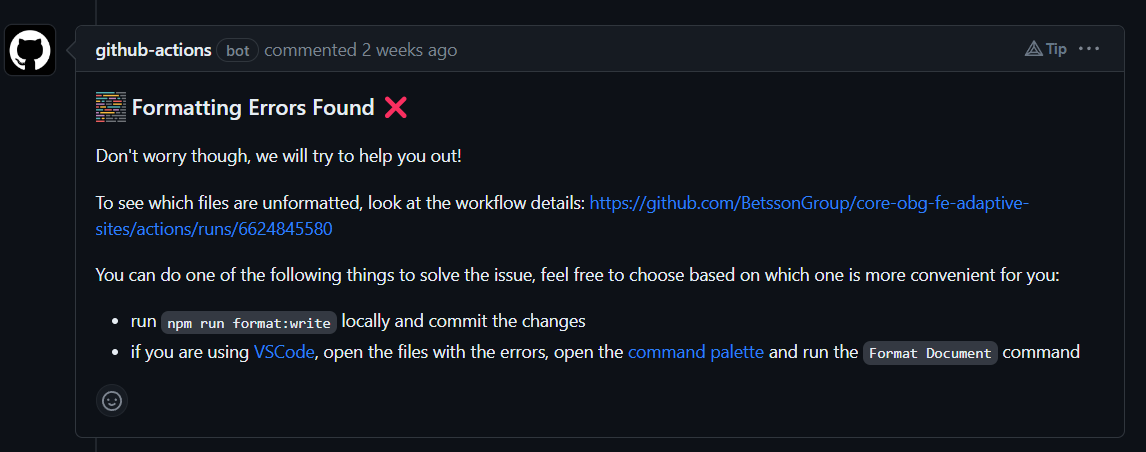 github-actions bot commented 2 weeks ago Tip
Formatting Errors Found
Don't worry though, we will try to help you out!
To see which files are unformatted, look at the workflow details: https://github.com/BetssonGroup/core-obg-fe-adaptive-
sites/actions/runs/6624845580
You can do one of the following things to solve the issue, feel free to choose based on which one is more convenient for you:
• run npm run format:write locally and commit the changes
• if you are using VSCode, open the files with the errors, open the command palette and run the Format Document command